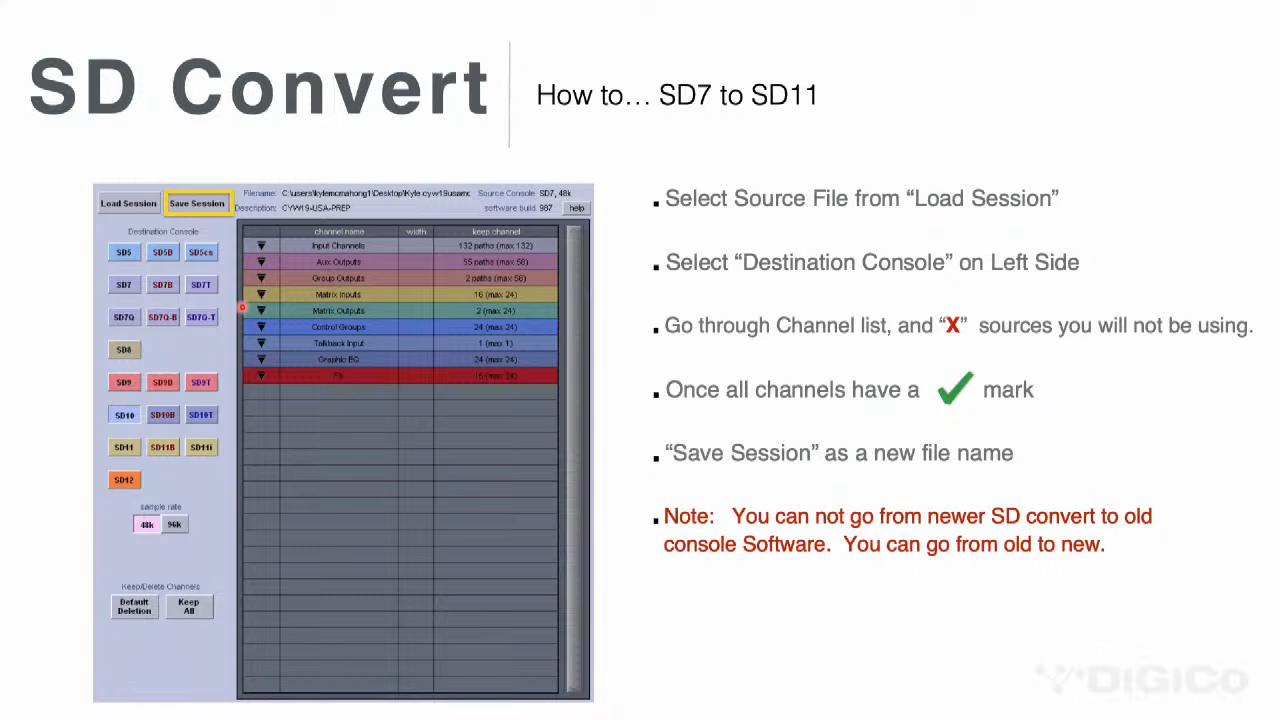 SD Convert
How to... SD7 to SD11
Load Session
Save Session
Filename: C:\users\kylemcmahong1\Desktop\Kyle cyw19usamc
Source Console SD7, 48k
Description: CYW19-USA-PREP
software build 987
help
Destination Console
SD5 SD5B SD5cs
SD7 SD7B SD7T
SD7Q SD7Q-B SD7Q-T
SD8
SD9 SD9B SD9T
SD10 SD10B SD10T
SD11 SD11B SD11i
SD12
sample rate
48k 96k
Keep/Delete Channels
Default Deletion
Keep All
channel name width keep channel
Input Channels 132 paths (max 132)
Aux Outputs 55 paths (max 56)
Group Outputs 2 paths (max 56)
Matrix Inputs 16 (max 24)
Matrix Outputs 2 (max 24)
Control Groups 24 (max 24)
Talkback Input 1 (max 1)
Graphic EQ 24 (max 24)
16 (max 24)
. Select Source File from “Load Session”
. Select “Destination Console” on Left Side
. Go through Channel list, and “X” sources you will not be using.
. Once all channels have a ✓ mark
. “Save Session” as a new file name
. Note: You can not go from newer SD convert to old
console Software. You can go from old to new.
DiGiCo